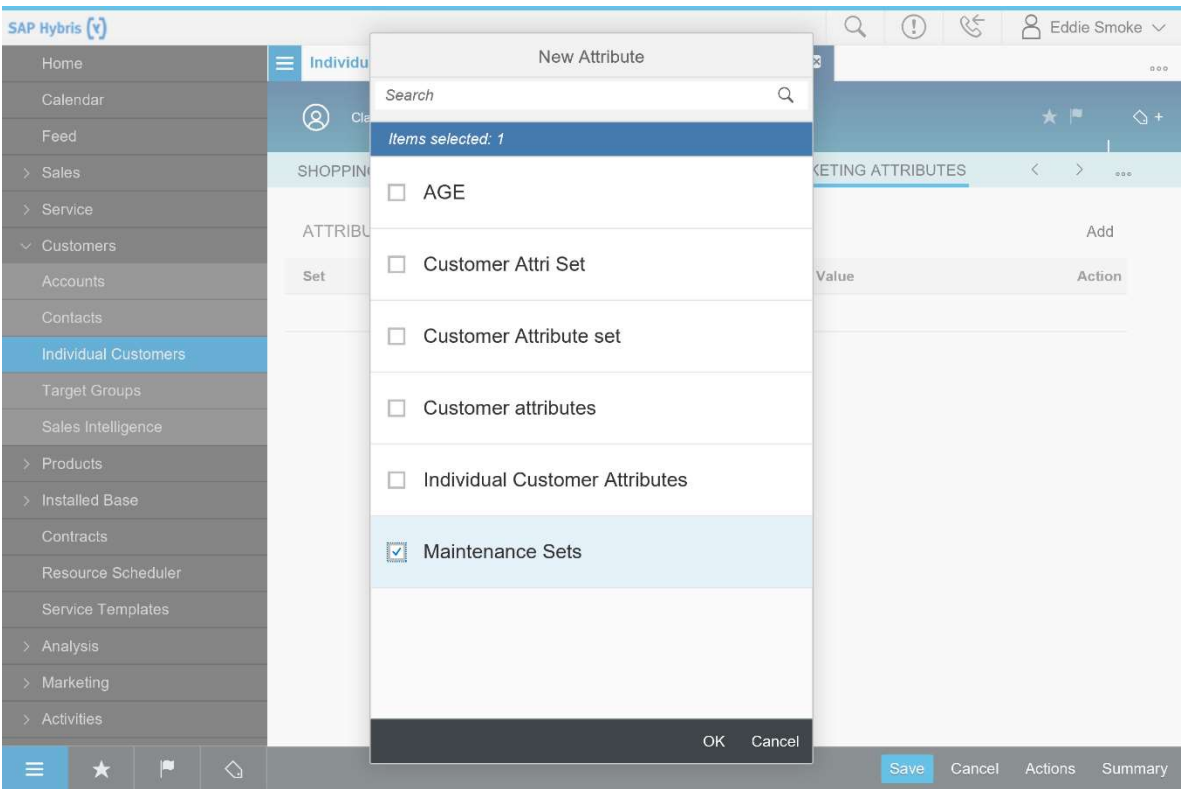 SAP Hybris (y)
Eddie Smoke
Home
Calendar
Feed
Sales
Service
Customers
Accounts
Contacts
Individual Customers
Target Groups
Sales Intelligence
Products
Installed Base
Contracts
Resource Scheduler
Service Templates
Analysis
Marketing
Activities
Individu
Cla
SHOPPIN
KETING ATTRIBUTES
ATTRIBU
Add
Set
Value
Action
New Attribute
Search
Items selected: 1
AGE
Customer Attri Set
Customer Attribute set
Customer attributes
Individual Customer Attributes
Maintenance Sets
OK Cancel
Save Cancel Actions Summary